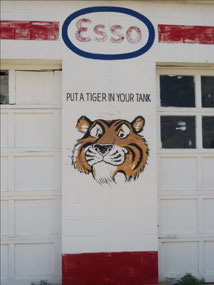 Esso
PUT A TIGER IN YOUR TANK